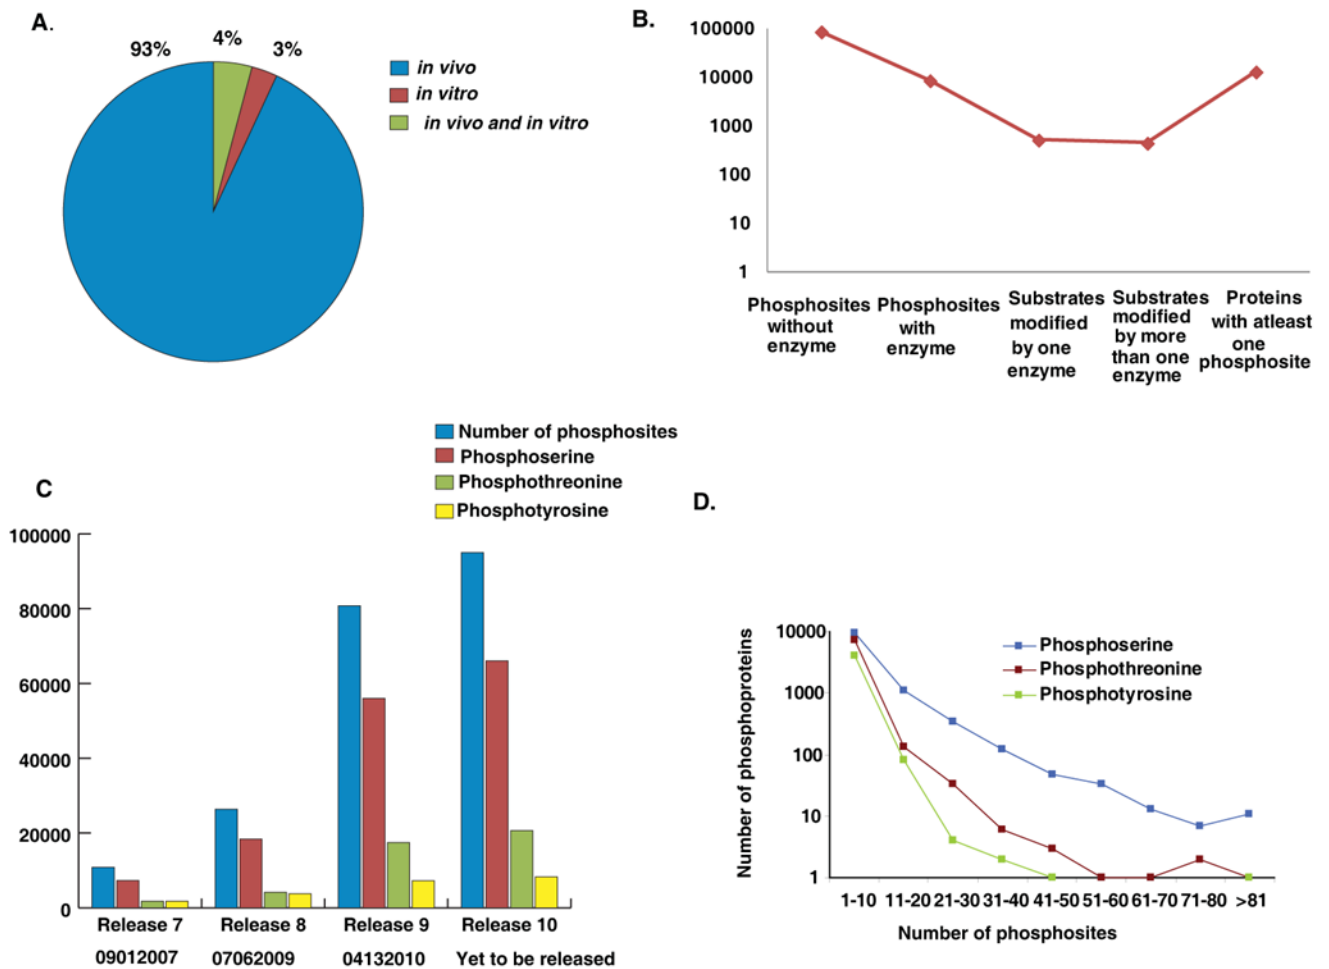 A.
93%
4%
3%
in vivo
in vitro
in vivo and in vitro
B.
100000
10000
1000
100
10
1
Phosphosites
without
enzyme
Phosphosites
with
enzyme
Substrates
modified
by one
enzyme
Substrates
modified
by more
than one
enzyme
Proteins
with atleast
one
phosphosite
C
Number of phosphosites
Phosphoserine
Phosphothreonine
Phosphotyrosine
100000
80000
60000
40000
20000
0
Release 7
Release 8
Release 9
Release 10
09012007
07062009
04132010
Yet to be released
D.
Number of phosphoproteins
10000
1000
100
10
1
Phosphoserine
Phosphothreonine
Phosphotyrosine
1-10 11-20 21-30 31-40 41-50 51-60 61-70 71-80 >81
Number of phosphosites